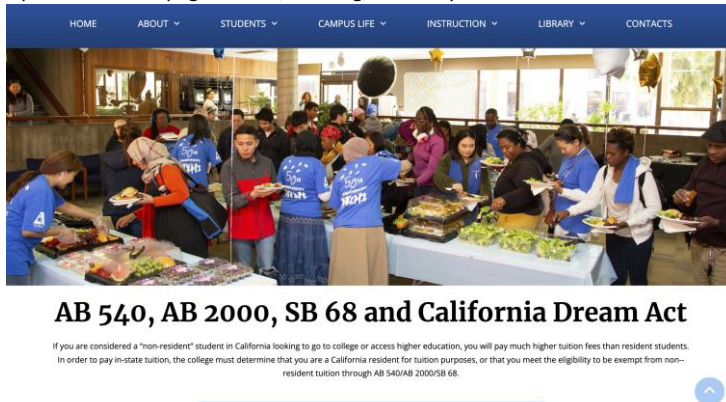 HOME ABOUT STUDENTS CAMPUS LIFE INSTRUCTION LIBRARY CONTACTS
50th
50th
AB 540, AB 2000, SB 68 and California Dream Act
If you are considered a "non-resident" student in California looking to go to college or access higher education, you will pay much higher tuition fees than resident students.
In order to pay in-state tuition, the college must determine that you are a California resident for tuition purposes, or that you meet the eligibility to be exempt from non--
resident tuition through AB 540/AB 2000/SB 68.